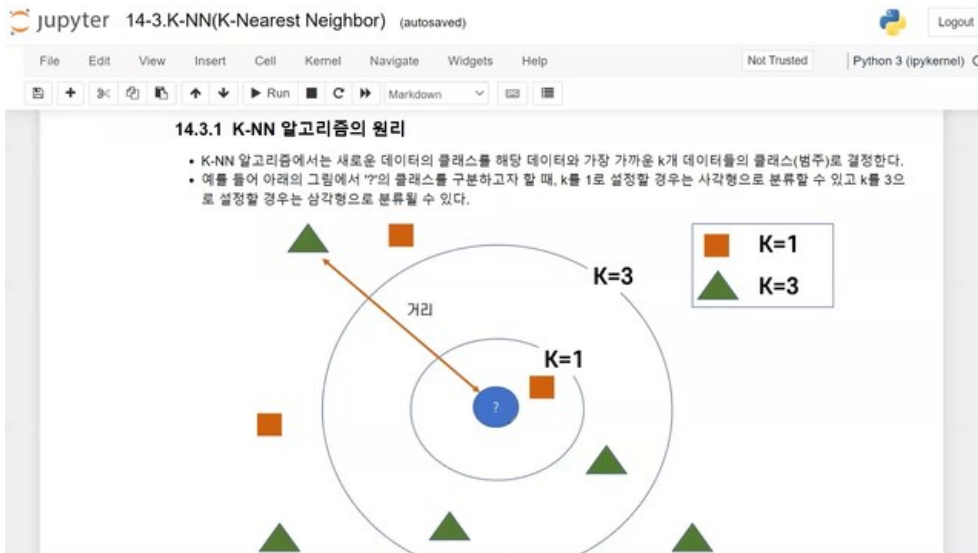 jupyter 14-3.K-NN(K-Nearest Neighbor) (autosaved)
Logout
File Edit View Insert Cell Kernel Navigate Widgets Help
Not Trusted
Python 3 (ipykernel)
Run
Markdown
14.3.1 K-NN 알고리즘의 원리
• K-NN 알고리즘에서는 새로운 데이터의 클래스를 해당 데이터와 가장 가까운 k개 데이터들의 클래스(범주)로 결정한다.
• 예를 들어 아래의 그림에서 '?'의 클래스를 구분하고자 할 때, k를 1로 설정할 경우는 사각형으로 분류할 수 있고 k를 3으
로 설정할 경우는 삼각형으로 분류될 수 있다.
K=1
K=3
K=3
거리
K=1
?